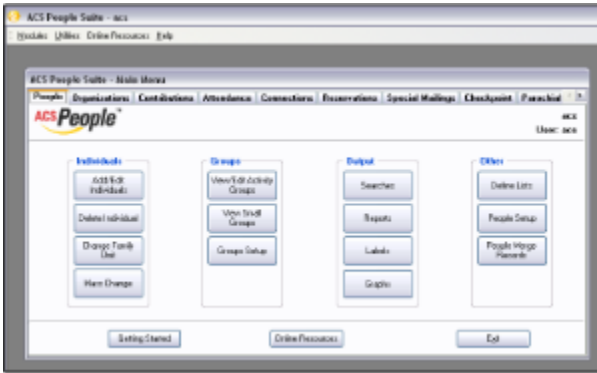 ACS People Suite - acs
Modules Utilities Online Resources Help
ACS People Suite - Main Menu
People Organizations Contributions Attendance Connections Reservations Special Mailings Checkpoint Parochial
ACS People™
acs
User: acs
Individuals Groups Output Other
Add/Edit
Individuals
View/Edit Activity
Groups
Searches
Define Lists
Delete Individual
View Small
Groups
Reports
People Setup
Change Family
Unit
Groups Setup
Labels
People Merge
Records
Mass Change
Graphs
Getting Started Online Resources Exit